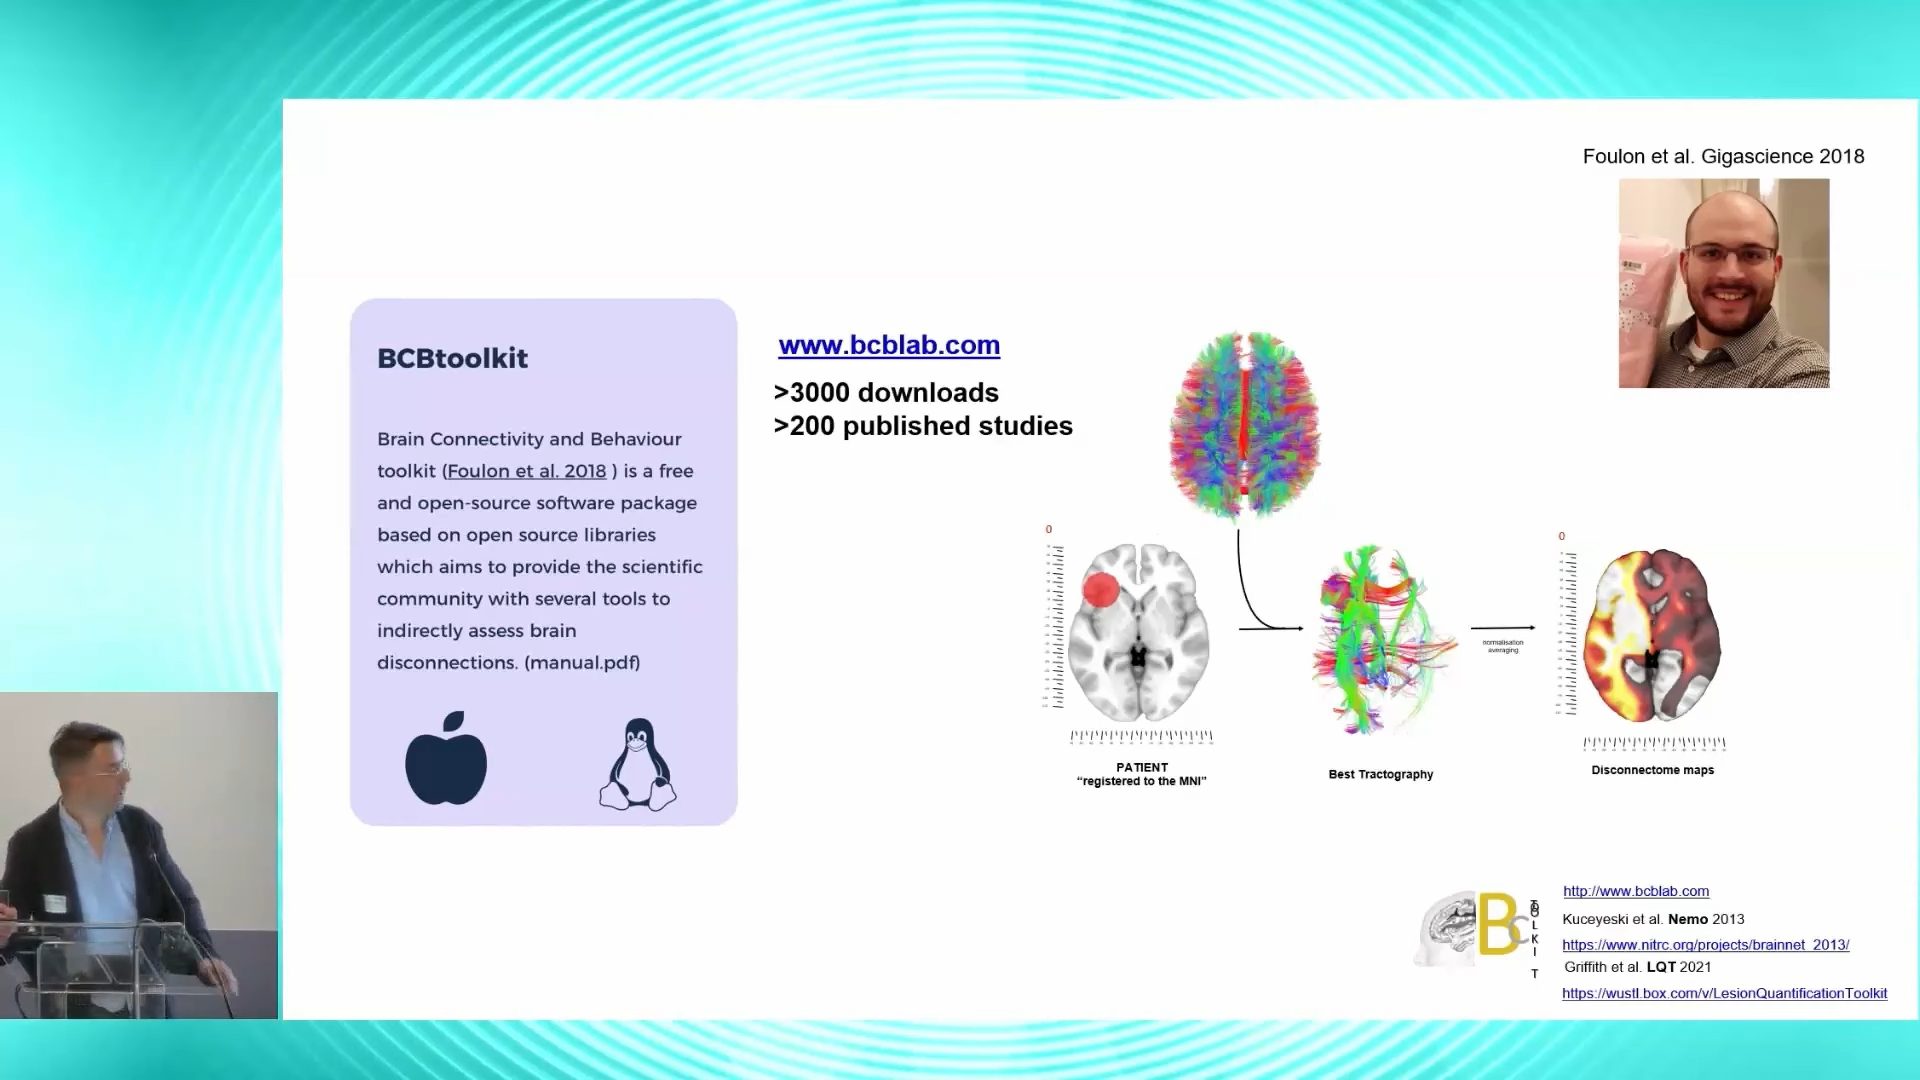 Foulon et al. Gigascience 2018
BCBtoolkit
Brain Connectivity and Behaviour
toolkit (Foulon et al. 2018 ) is a free
and open-source software package
based on open source libraries
which aims to provide the scientific
community with several tools to
indirectly assess brain
disconnections. (manual.pdf)
www.bcblab.com
>3000 downloads
>200 published studies
0
0
normalisation
averaging
PATIENT
“registered to the MNI”
Best Tractography
Disconnectome maps
BC
TOOLKIT
http://www.bcblab.com
Kuceyeski et al. Nemo 2013
https://www.nitrc.org/projects/brainnet_2013/
Griffith et al. LQT 2021
https://wustl.box.com/v/LesionQuantificationToolkit